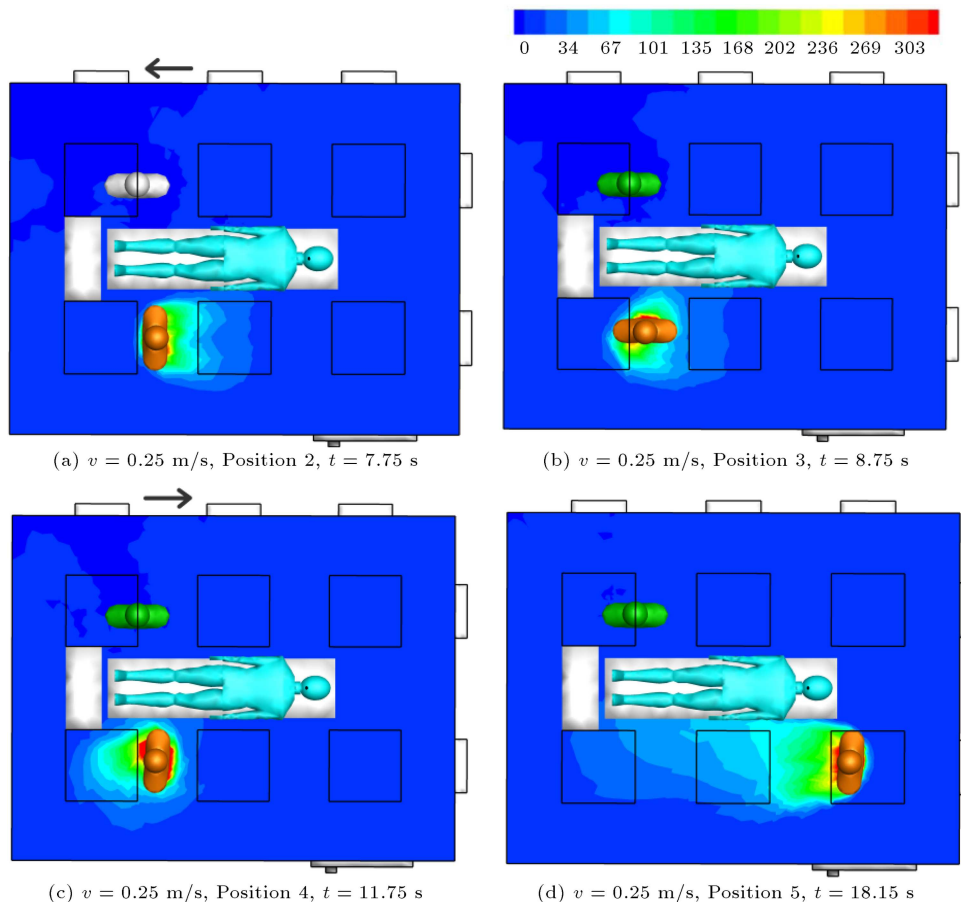 0 34 67 101 135 168 202 236 269 303
(a) v = 0.25 m/s, Position 2, t = 7.75 s
(b) v = 0.25 m/s, Position 3, t = 8.75 s
(c) v = 0.25 m/s, Position 4, t = 11.75 s
(d) v = 0.25 m/s, Position 5, t = 18.15 s